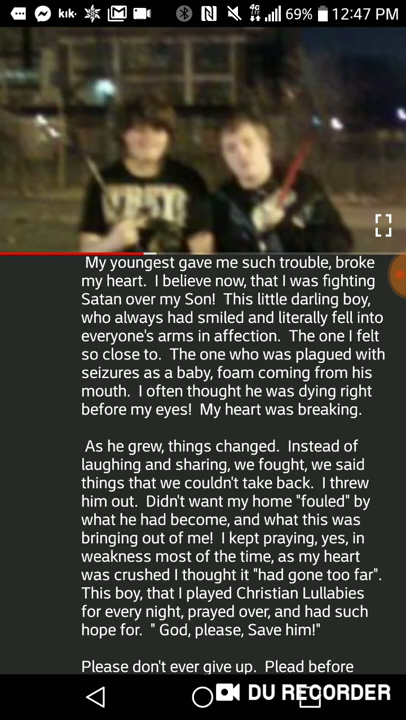 kik
4G
69%
12:47 PM
My youngest gave me such trouble, broke
my heart.  I believe now, that I was fighting
Satan over my Son!  This little darling boy,
who always had smiled and literally fell into
everyone's arms in affection.  The one I felt
so close to.  The one who was plagued with
seizures as a baby, foam coming from his
mouth.  I often thought he was dying right
before my eyes!  My heart was breaking.
As he grew, things changed.  Instead of
laughing and sharing, we fought, we said
things that we couldn't take back.  I threw
him out.  Didn't want my home "fouled" by
what he had become, and what this was
bringing out of me!  I kept praying, yes, in
weakness most of the time, as my heart
was crushed I thought it "had gone too far".
This boy, that I played Christian Lullabies
for every night, prayed over, and had such
hope for.  " God, please, Save him!"
Please don't ever give up.  Plead before
DU RECORDER